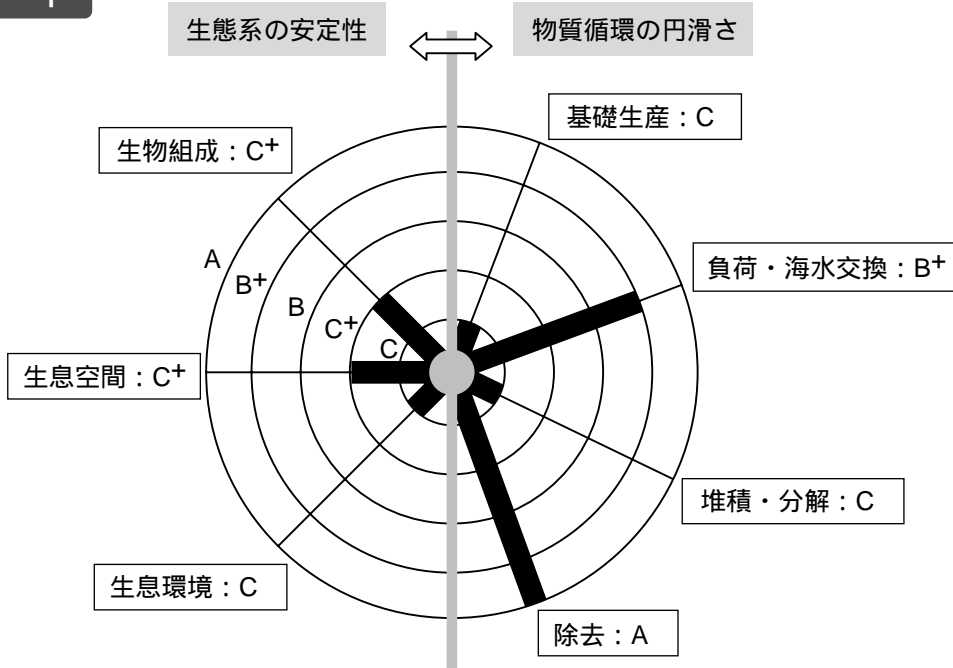 生態系の安定性
物質循環の円滑さ
基礎生産：C
生物組成：C⁺
A
B⁺
負荷・海水交換：B⁺
B
C⁺
C
生息空間：C⁺
堆積・分解：C
生息環境：C
除去：A